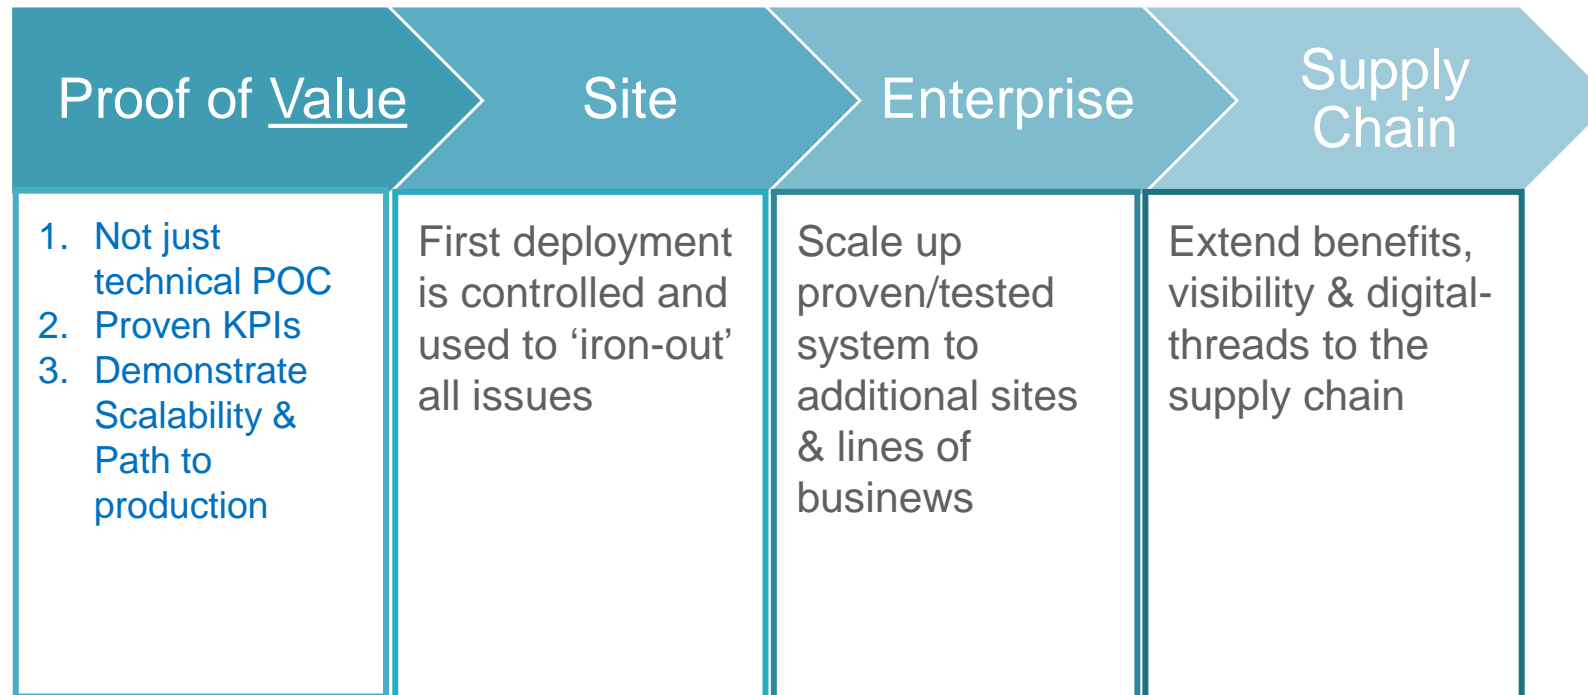 Proof of Value
Site
Enterprise
Supply
Chain
1. Not just
technical POC
2. Proven KPIs
3. Demonstrate
Scalability &
Path to
production
First deployment
is controlled and
used to ‘iron-out’
all issues
Scale up
proven/tested
system to
additional sites
& lines of
businews
Extend benefits,
visibility & digital-
threads to the
supply chain